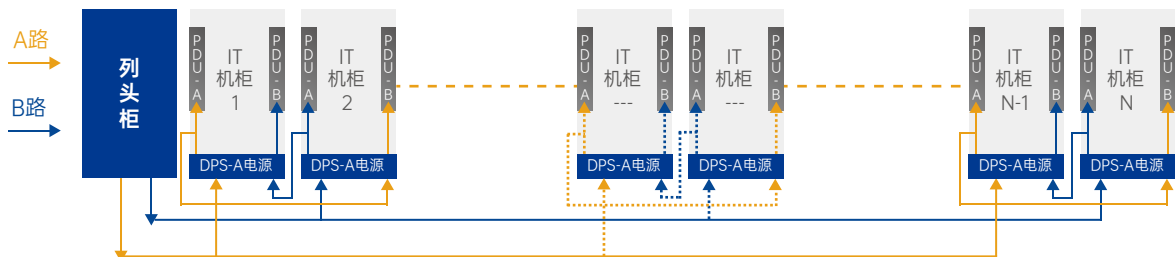 A路
B路
列头柜
PDU-A
IT
机柜
1
PDU-B
PDU-A
IT
机柜
2
PDU-B
PDU-A
IT
机柜
---
PDU-B
PDU-A
IT
机柜
---
PDU-B
PDU-A
IT
机柜
N-1
PDU-B
PDU-A
IT
机柜
N
PDU-B
DPS-A电源
DPS-A电源
DPS-A电源
DPS-A电源
DPS-A电源
DPS-A电源